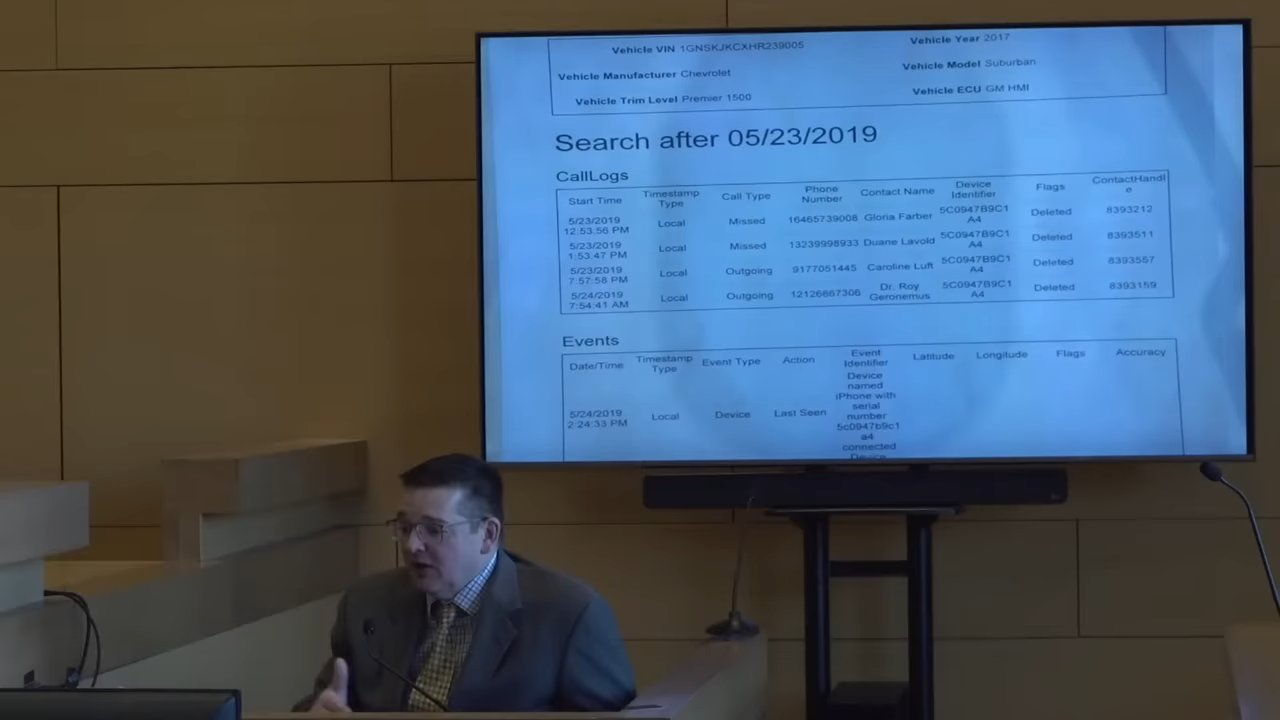 Vehicle VIN 1GNSKJKCXHR239005 Vehicle Year 2017
Vehicle Manufacturer Chevrolet Vehicle Model Suburban
Vehicle Trim Level Premier 1500 Vehicle ECU GM HMI
Search after 05/23/2019
CallLogs
Start Time Timestamp Type Call Type Phone Number Contact Name Device Identifier Flags ContactHandle
5/23/2019 12:53:56 PM Local Missed 16465739008 Gloria Farber 5C0947B9C1A4 Deleted 8393212
5/23/2019 1:53:47 PM Local Missed 13239998933 Duane Lavold 5C0947B9C1A4 Deleted 8393511
5/23/2019 7:57:58 PM Local Outgoing 9177051445 Caroline Luft 5C0947B9C1A4 Deleted 8393557
5/24/2019 7:54:41 AM Local Outgoing 12126867306 Dr. Roy Geronemus 5C0947B9C1A4 Deleted 8393159
Events
Date/Time Timestamp Type Event Type Action Event Identifier Latitude Longitude Flags Accuracy
5/24/2019 2:24:33 PM Local Device Last Seen Device named iPhone with serial number 5c0947b9c1a4 connected
Device